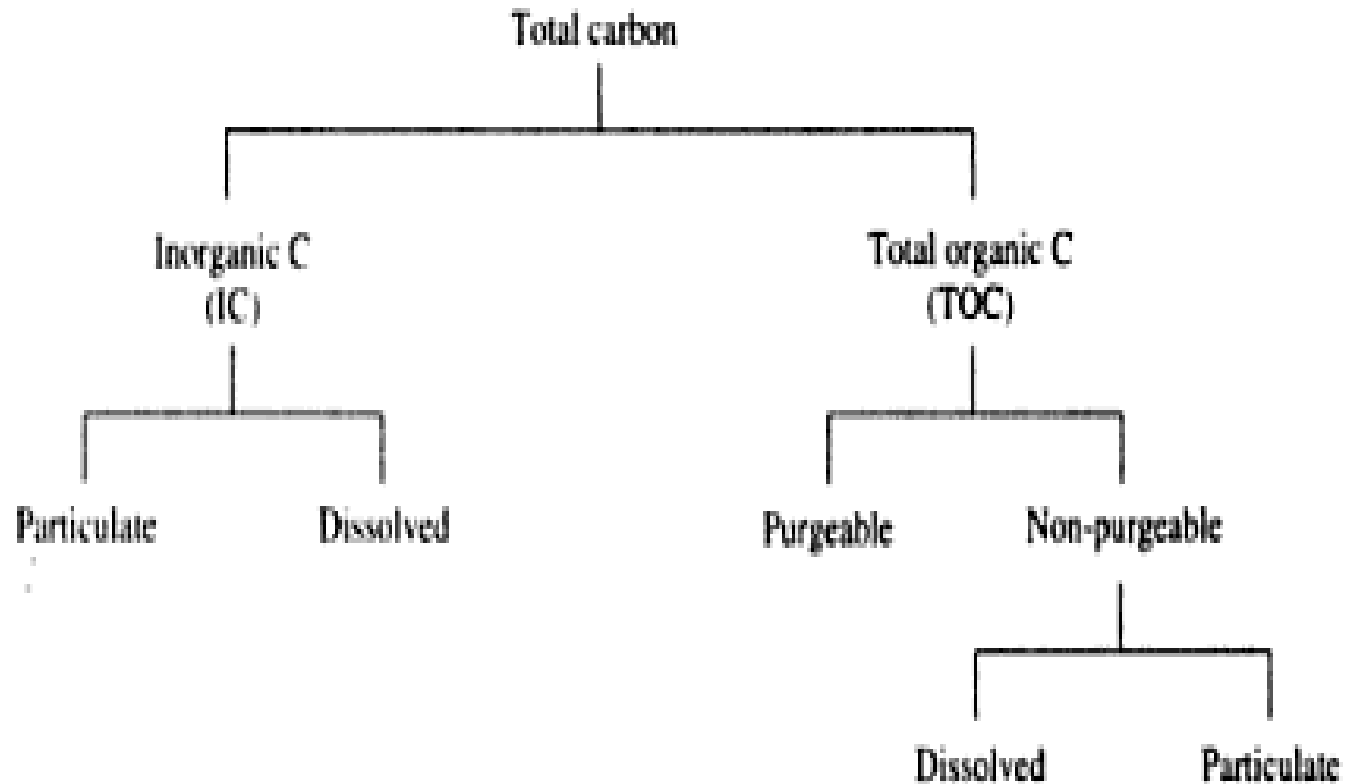 Total carbon
Inorganic C
(IC)
Total organic C
(TOC)
Particulate
Dissolved
Purgeable
Non-purgeable
Dissolved
Particulate